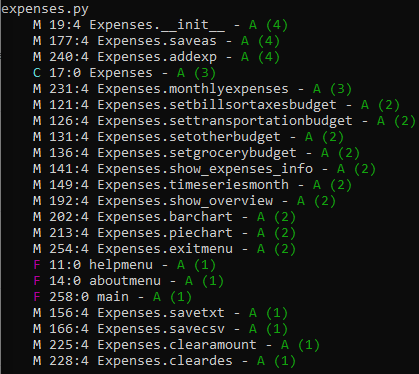 expenses.py
M 19:4 Expenses.__init__ - A (4)
M 177:4 Expenses.saveas - A (4)
M 240:4 Expenses.addexp - A (4)
C 17:0 Expenses - A (3)
M 231:4 Expenses.monthlyexpenses - A (3)
M 121:4 Expenses.setbillsortaxesbudget - A (2)
M 126:4 Expenses.settransportationbudget - A (2)
M 131:4 Expenses.setotherbudget - A (2)
M 136:4 Expenses.setgrocerybudget - A (2)
M 141:4 Expenses.show_expenses_info - A (2)
M 149:4 Expenses.timeseriesmonth - A (2)
M 192:4 Expenses.show_overview - A (2)
M 202:4 Expenses.barchart - A (2)
M 213:4 Expenses.piechart - A (2)
M 254:4 Expenses.exitmenu - A (2)
F 11:0 helpmenu - A (1)
F 14:0 aboutmenu - A (1)
F 258:0 main - A (1)
M 156:4 Expenses.savetxt - A (1)
M 166:4 Expenses.savecsv - A (1)
M 225:4 Expenses.clearamount - A (1)
M 228:4 Expenses.cleardes - A (1)